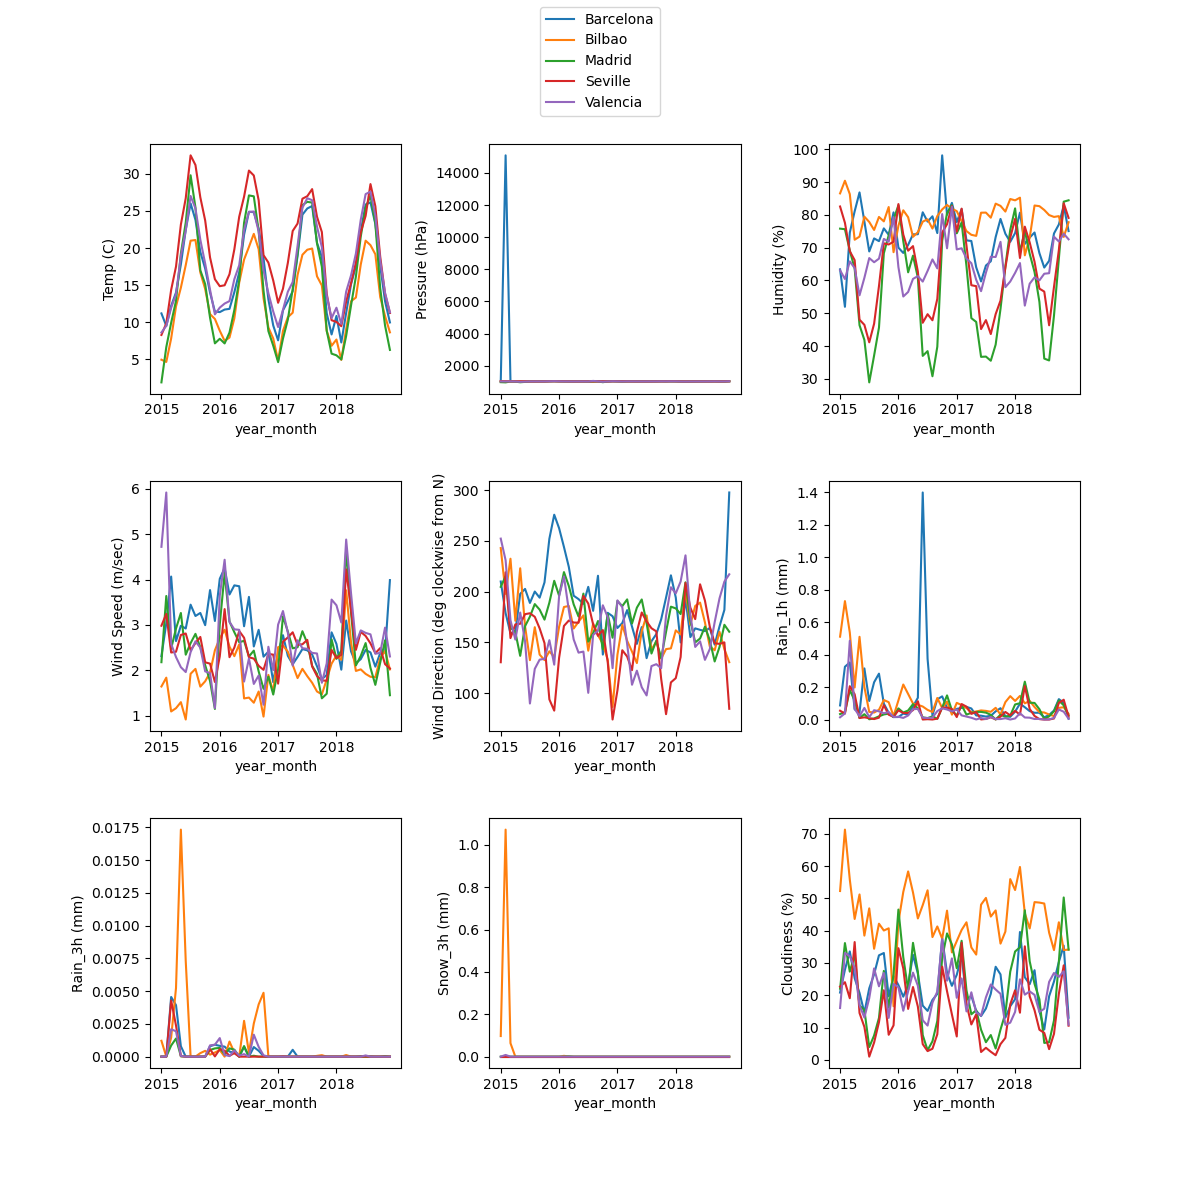 Barcelona
Bilbao
Madrid
Seville
Valencia
Temp (C)
30
25
20
15
10
5
2015 2016 2017 2018
year_month
Pressure (hPa)
14000
12000
10000
8000
6000
4000
2000
2015 2016 2017 2018
year_month
Humidity (%)
100
90
80
70
60
50
40
30
2015 2016 2017 2018
year_month
Wind Speed (m/sec)
6
5
4
3
2
1
2015 2016 2017 2018
year_month
Wind Direction (deg clockwise from N)
300
250
200
150
100
2015 2016 2017 2018
year_month
Rain_1h (mm)
1.4
1.2
1.0
0.8
0.6
0.4
0.2
0.0
2015 2016 2017 2018
year_month
Rain_3h (mm)
0.0175
0.0150
0.0125
0.0100
0.0075
0.0050
0.0025
0.0000
2015 2016 2017 2018
year_month
Snow_3h (mm)
1.0
0.8
0.6
0.4
0.2
0.0
2015 2016 2017 2018
year_month
Cloudiness (%)
70
60
50
40
30
20
10
0
2015 2016 2017 2018
year_month